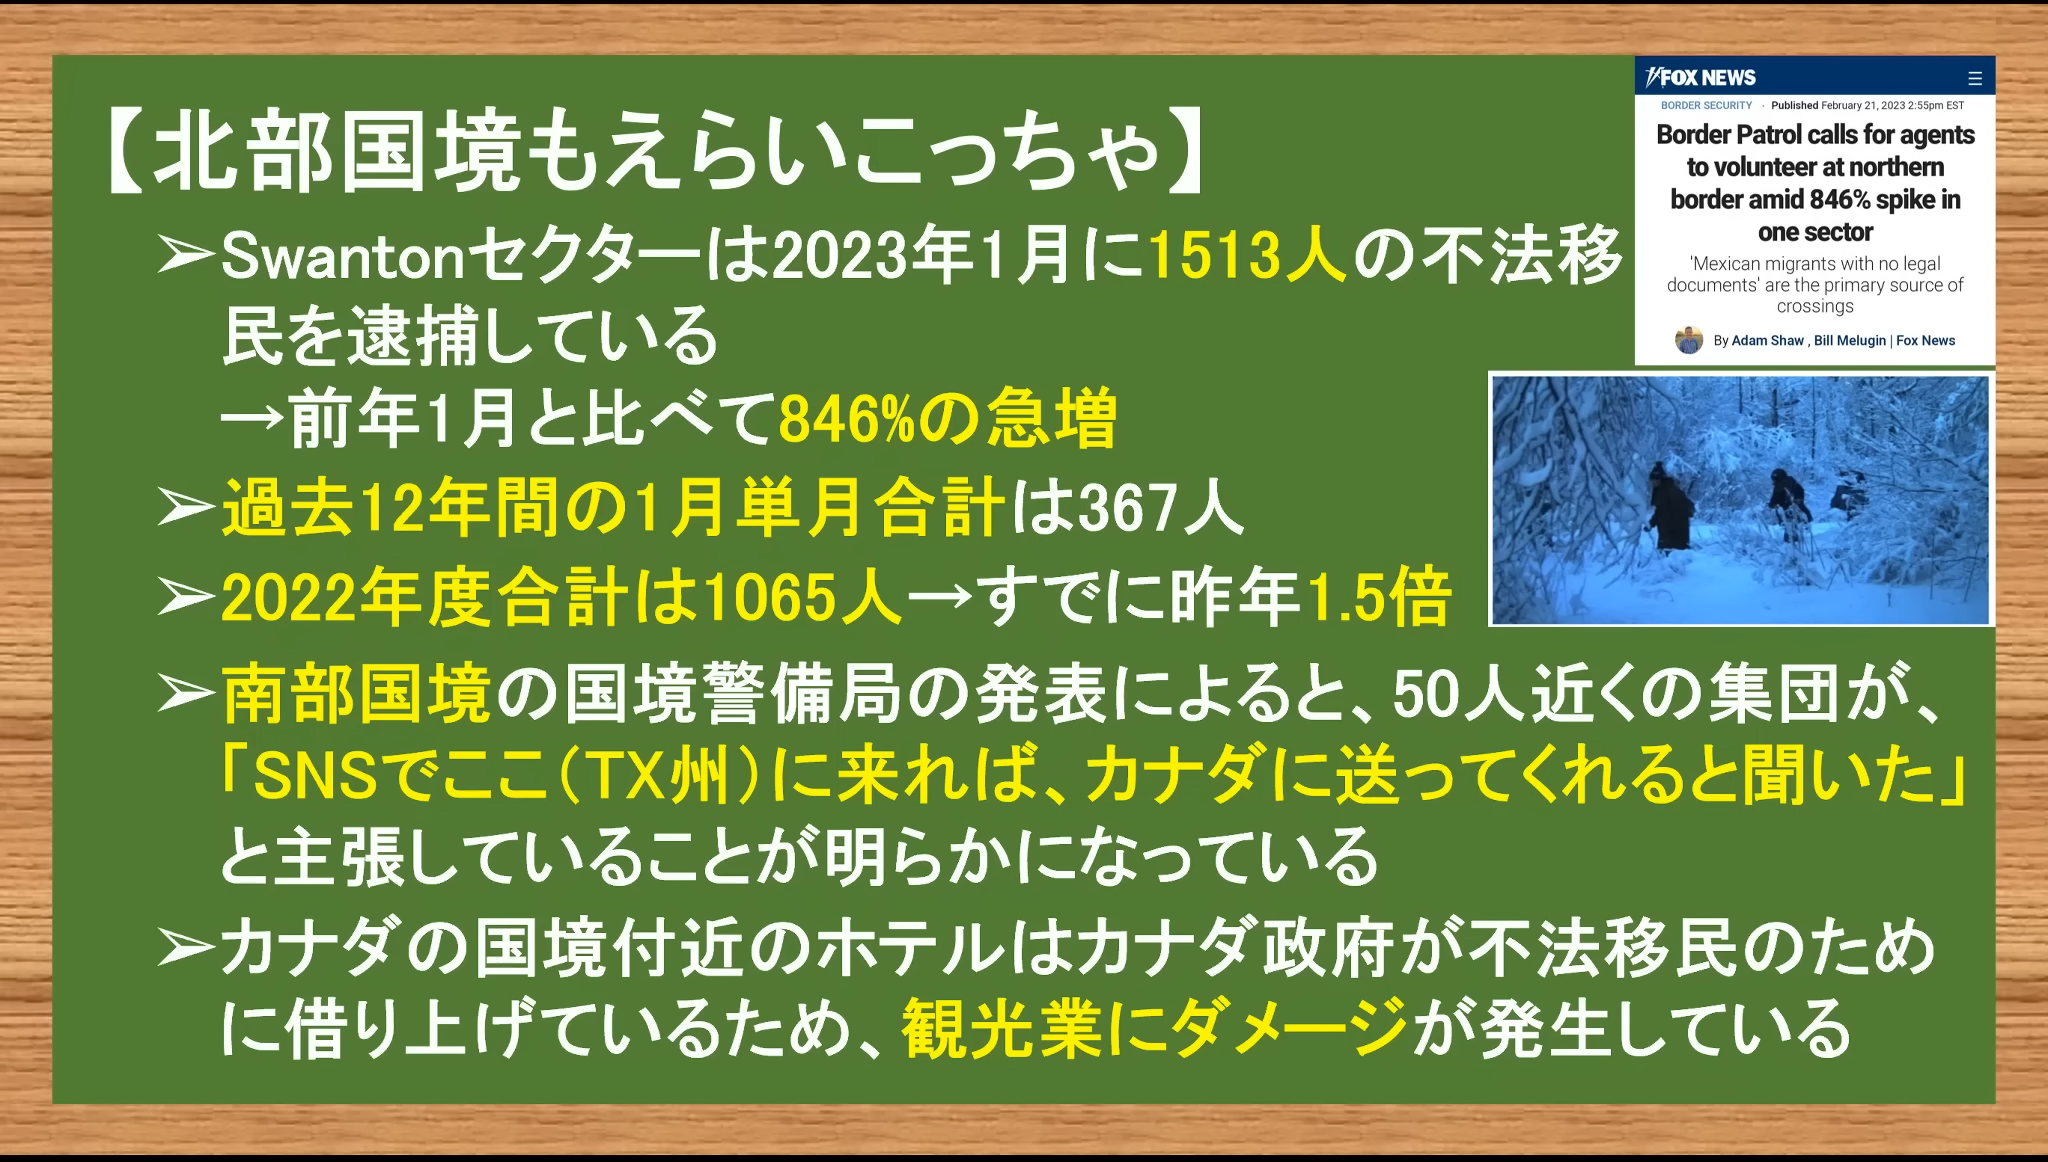 【北部国境もえらいこっちゃ】
➢Swantonセクターは2023年1月に1513人の不法移
民を逮捕している
→前年1月と比べて846%の急増
➢過去12年間の1月単月合計は367人
➢2022年度合計は1065人→すでに昨年1.5倍
➢南部国境の国境警備局の発表によると、50人近くの集団が、
「SNSでここ（TX州）に来れば、カナダに送ってくれると聞いた」
と主張していることが明らかになっている
➢カナダの国境付近のホテルはカナダ政府が不法移民のため
に借り上げているため、観光業にダメージが発生している
FOX NEWS
BORDER SECURITY · Published February 21, 2023 2:55pm EST
Border Patrol calls for agents
to volunteer at northern
border amid 846% spike in
one sector
'Mexican migrants with no legal
documents' are the primary source of
crossings
By Adam Shaw , Bill Melugin | Fox News